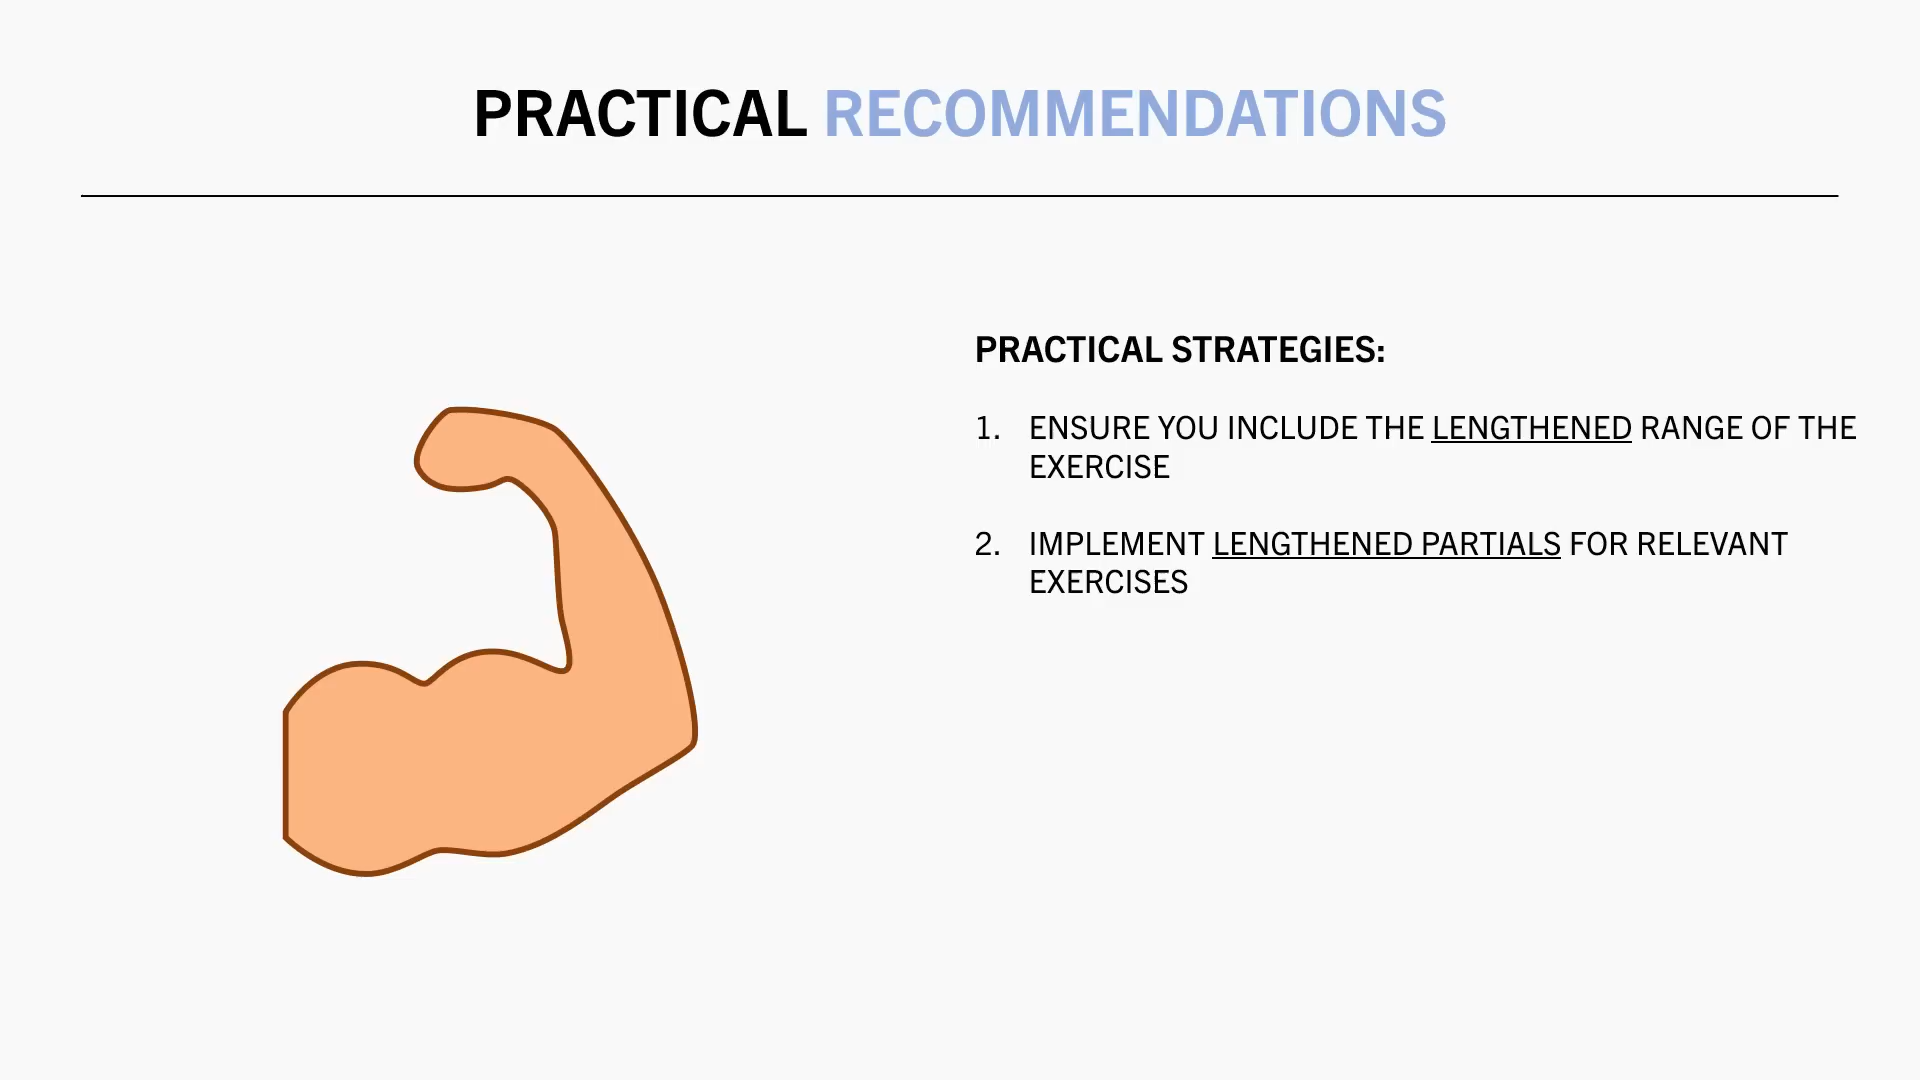 PRACTICAL RECOMMENDATIONS
PRACTICAL STRATEGIES:
1. ENSURE YOU INCLUDE THE LENGTHENED RANGE OF THE
EXERCISE
2. IMPLEMENT LENGTHENED PARTIALS FOR RELEVANT
EXERCISES